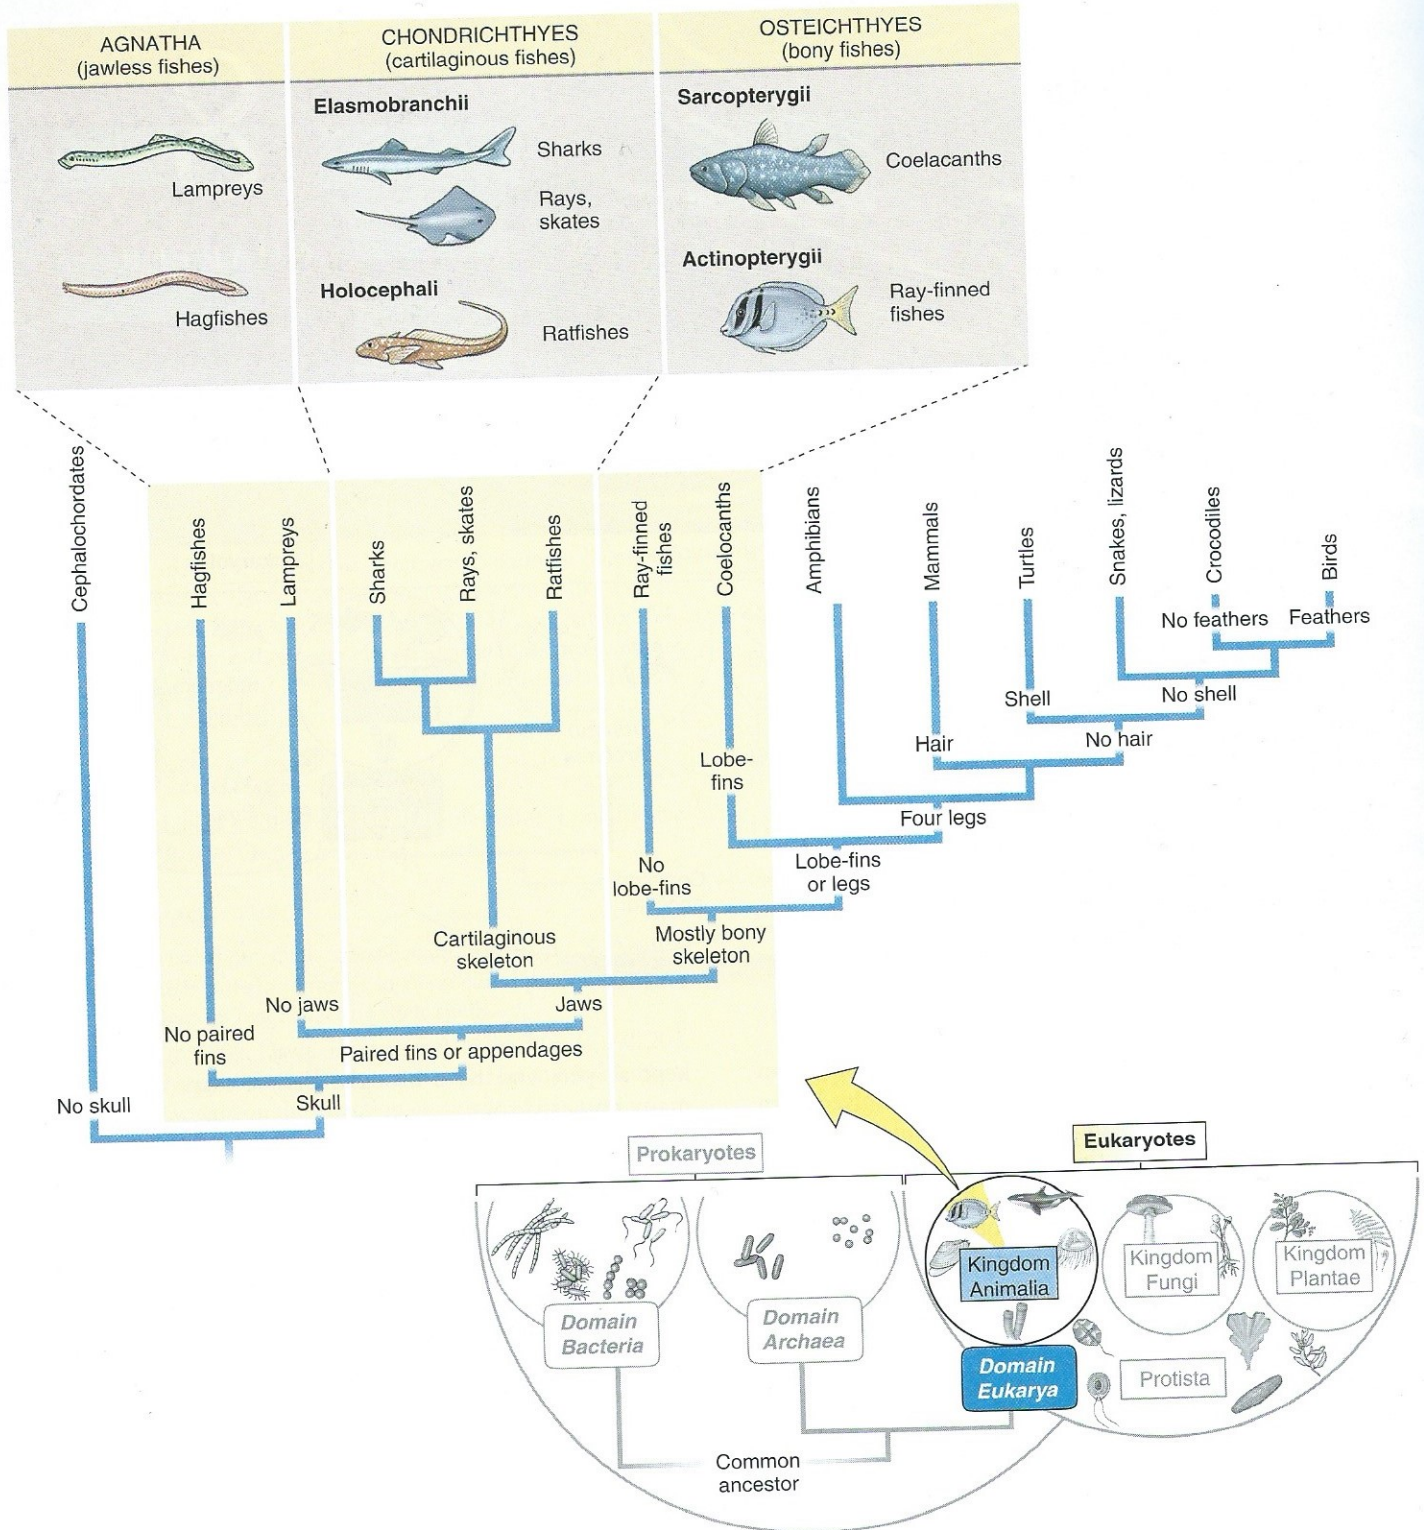 AGNATHA
(jawless fishes)
CHONDRICHTHYES
(cartilaginous fishes)
OSTEICHTHYES
(bony fishes)
Lampreys
Hagfishes
Elasmobranchii
Sharks
Rays,
skates
Holocephali
Ratfishes
Sarcopterygii
Coelacanths
Actinopterygii
Ray-finned
fishes
Cephalochordates
Hagfishes
Lampreys
Sharks
Rays, skates
Ratfishes
Ray-finned
fishes
Coelocanths
Amphibians
Mammals
Turtles
Snakes, lizards
Crocodiles
Birds
No feathers
Feathers
Shell
No shell
Hair
No hair
Lobe-
fins
Four legs
No
lobe-fins
Lobe-fins
or legs
Cartilaginous
skeleton
Mostly bony
skeleton
No jaws
Jaws
No paired
fins
Paired fins or appendages
No skull
Skull
Prokaryotes
Eukaryotes
Kingdom
Animalia
Kingdom
Fungi
Kingdom
Plantae
Domain
Bacteria
Domain
Archaea
Domain
Eukarya
Protista
Common
ancestor